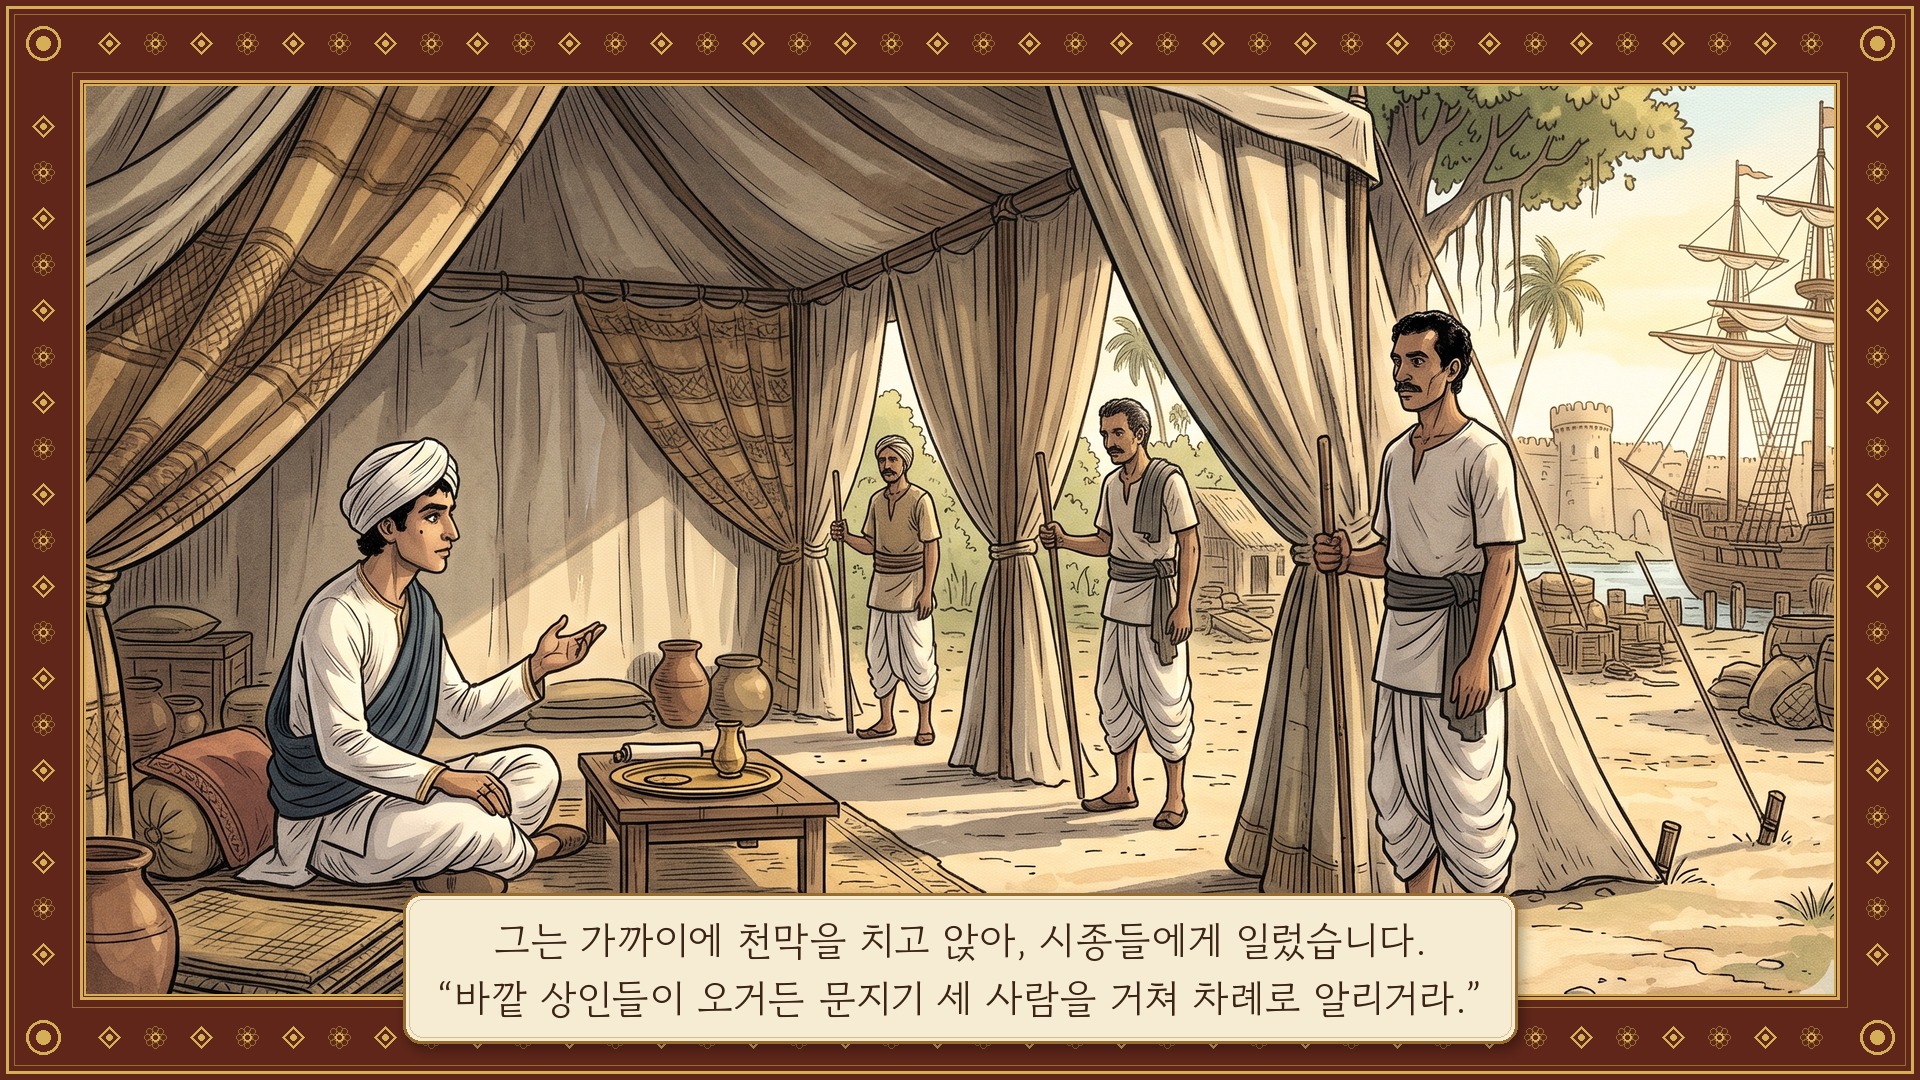 그는 가까이에 천막을 치고 앉아, 시종들에게 일렀습니다.
“바깥 상인들이 오거든 문지기 세 사람을 거쳐 차례로 알리거라.”